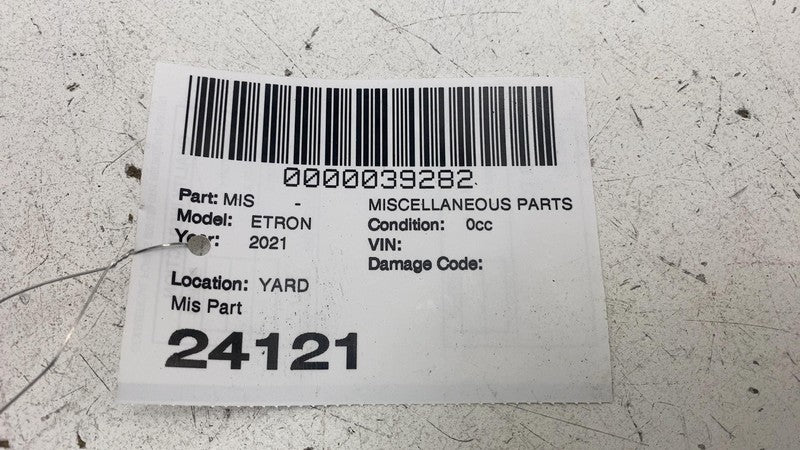 0000039282
Part: MIS - MISCELLANEOUS PARTS
Model: ETRON Condition: 0cc
Year: 2021 VIN:
Damage Code:
Location: YARD
Mis Part
24121